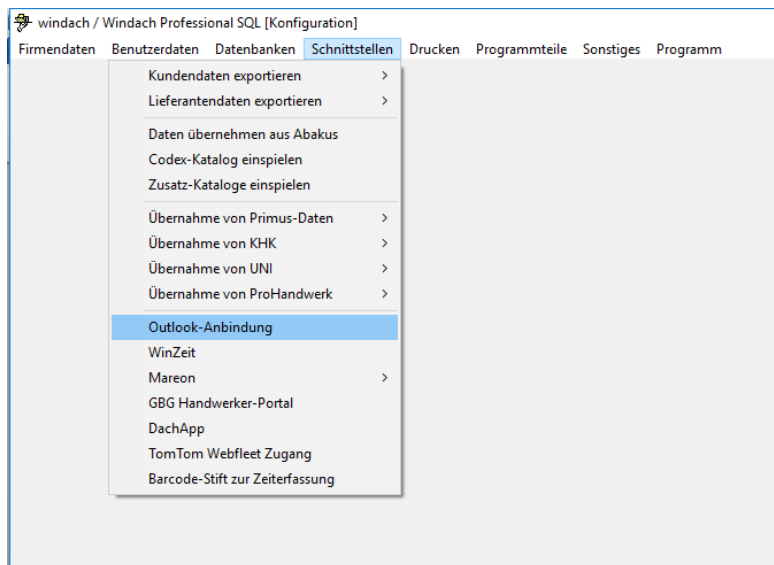 windach / Windach Professional SQL [Konfiguration]
Firmendaten Benutzerdaten Datenbanken Schnittstellen Drucken Programmteile Sonstiges Programm
Kundendaten exportieren >
Lieferantendaten exportieren >
Daten übernehmen aus Abakus
Codex-Katalog einspielen
Zusatz-Kataloge einspielen
Übernahme von Primus-Daten >
Übernahme von KHK >
Übernahme von UNI >
Übernahme von ProHandwerk >
Outlook-Anbindung
WinZeit
Mareon >
GBG Handwerker-Portal
DachApp
TomTom Webfleet Zugang
Barcode-Stift zur Zeiterfassung